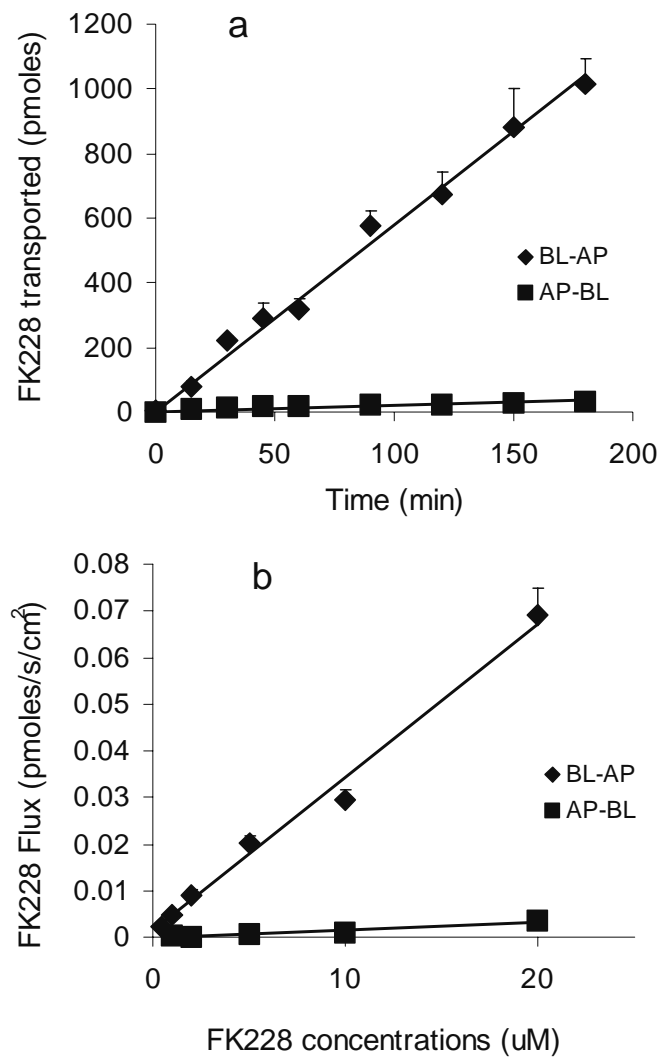 a
1200
1000
800
600
400
200
0
FK228 transported (pmoles)
BL-AP
AP-BL
0 50 100 150 200
Time (min)
b
0.08
0.07
0.06
0.05
0.04
0.03
0.02
0.01
0
FK228 Flux (pmoles/s/cm²)
BL-AP
AP-BL
0 10 20
FK228 concentrations (uM)